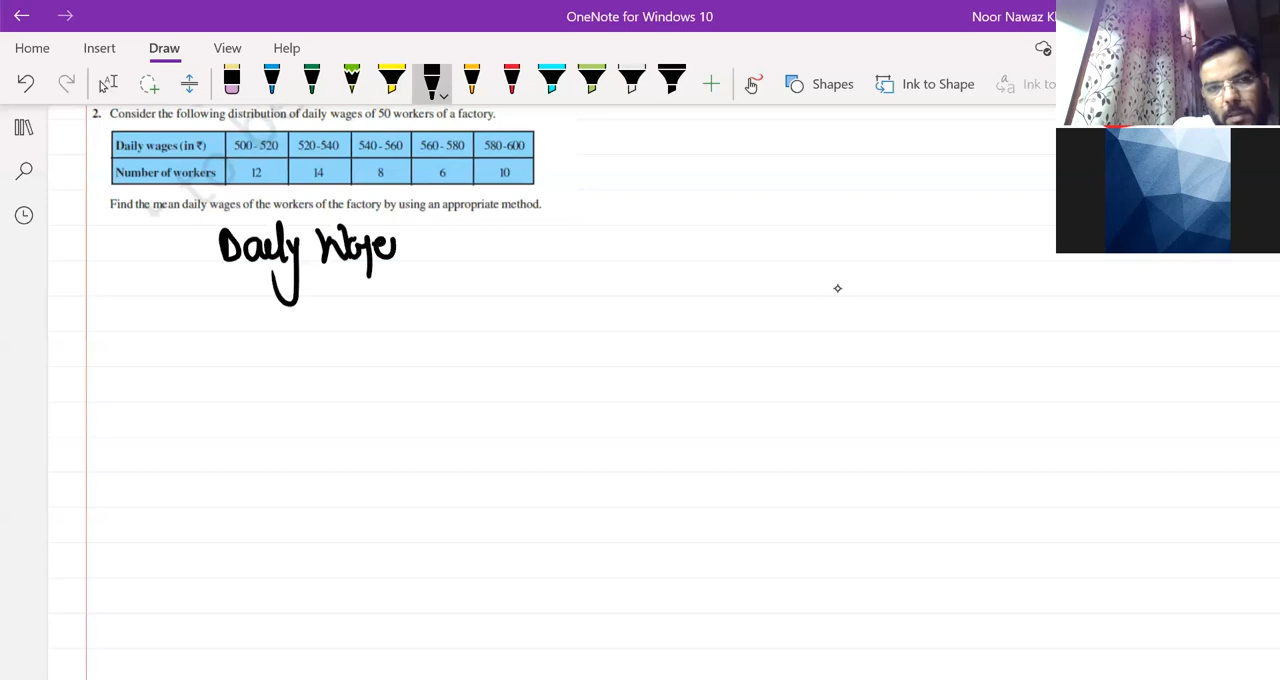 OneNote for Windows 10
Noor Nawaz Kh
Home Insert Draw View Help
Shapes Ink to Shape Ink to
2. Consider the following distribution of daily wages of 50 workers of a factory.
Daily wages (in ₹) 500-520 520-540 540-560 560-580 580-600
Number of workers 12 14 8 6 10
Find the mean daily wages of the workers of the factory by using an appropriate method.
Daily Wage